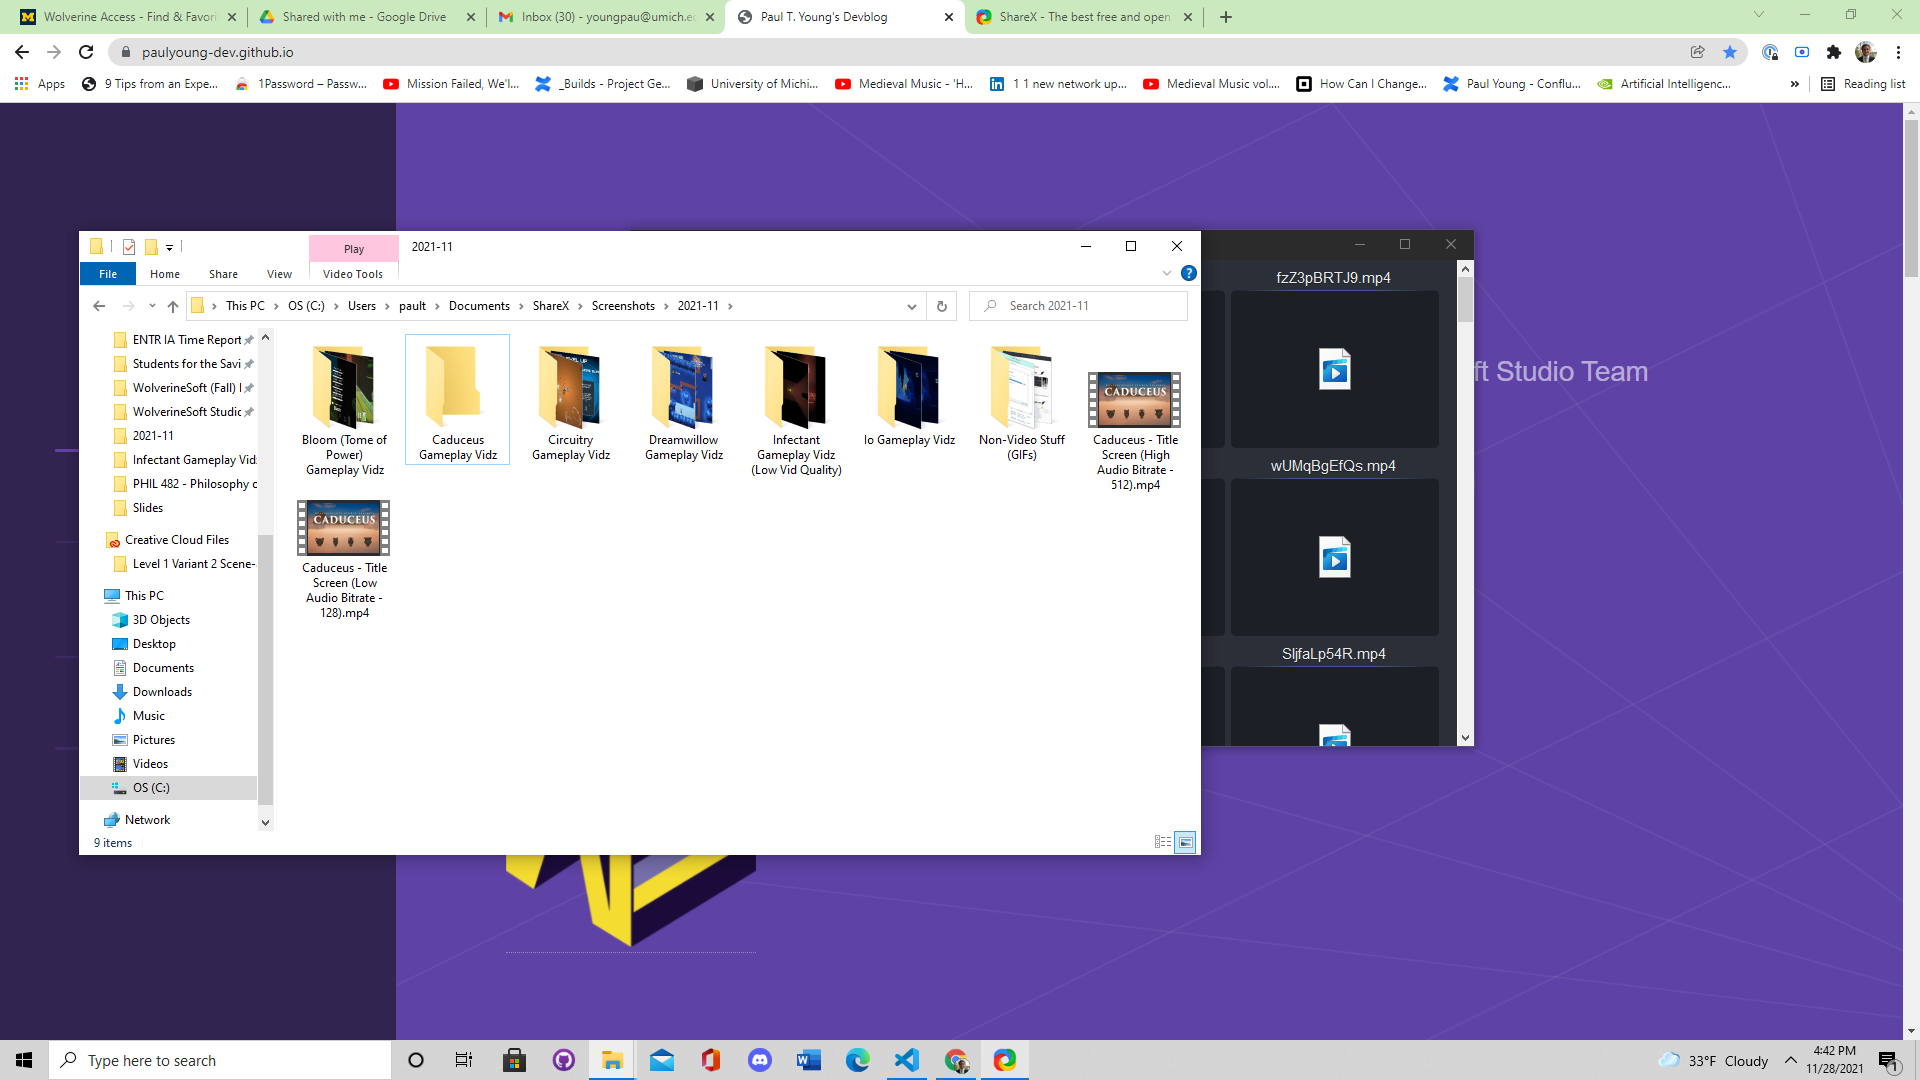 Wolverine Access - Find & Favori
Shared with me - Google Drive
Inbox (30) - youngpau@umich.ed
Paul T. Young's Devblog
ShareX - The best free and open
paulyoung-dev.github.io
Apps
9 Tips from an Expe...
1Password – Passw...
Mission Failed, We'l...
_Builds - Project Ge...
University of Michi...
Medieval Music - 'H...
1 1 new network up...
Medieval Music vol....
How Can I Change...
Paul Young - Conflu...
Artificial Intelligenc...
»
Reading list
Play
2021-11
File
Home
Share
View
Video Tools
This PC > OS (C:) > Users > pault > Documents > ShareX > Screenshots > 2021-11 >
Search 2021-11
ENTR IA Time Report
Students for the Savi
WolverineSoft (Fall) I
WolverineSoft Studio
2021-11
Infectant Gameplay Vid
PHIL 482 - Philosophy o
Slides
Creative Cloud Files
Level 1 Variant 2 Scene-
This PC
3D Objects
Desktop
Documents
Downloads
Music
Pictures
Videos
OS (C:)
Network
9 items
Bloom (Tome of
Power)
Gameplay Vidz
Caduceus
Gameplay Vidz
Circuitry
Gameplay Vidz
Dreamwillow
Gameplay Vidz
Infectant
Gameplay Vidz
(Low Vid Quality)
Io Gameplay Vidz
Non-Video Stuff
(GIFs)
CADUCEUS
Caduceus - Title
Screen (High
Audio Bitrate -
512).mp4
CADUCEUS
Caduceus - Title
Screen (Low
Audio Bitrate -
128).mp4
fzZ3pBRTJ9.mp4
wUMqBgEfQs.mp4
SljfaLp54R.mp4
ft Studio Team
Type here to search
33°F Cloudy
4:42 PM
11/28/2021
1